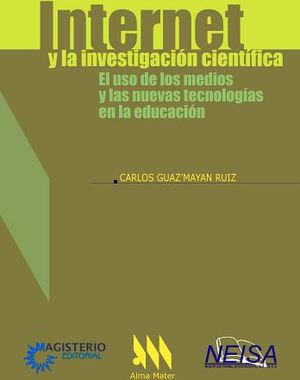 Internet
y la investigación científica
El uso de los medios
y las nuevas tecnologías
en la educación
CARLOS GUAZ'MAYAN RUIZ
MAGISTERIO
EDITORIAL
Alma Mater
NEISA